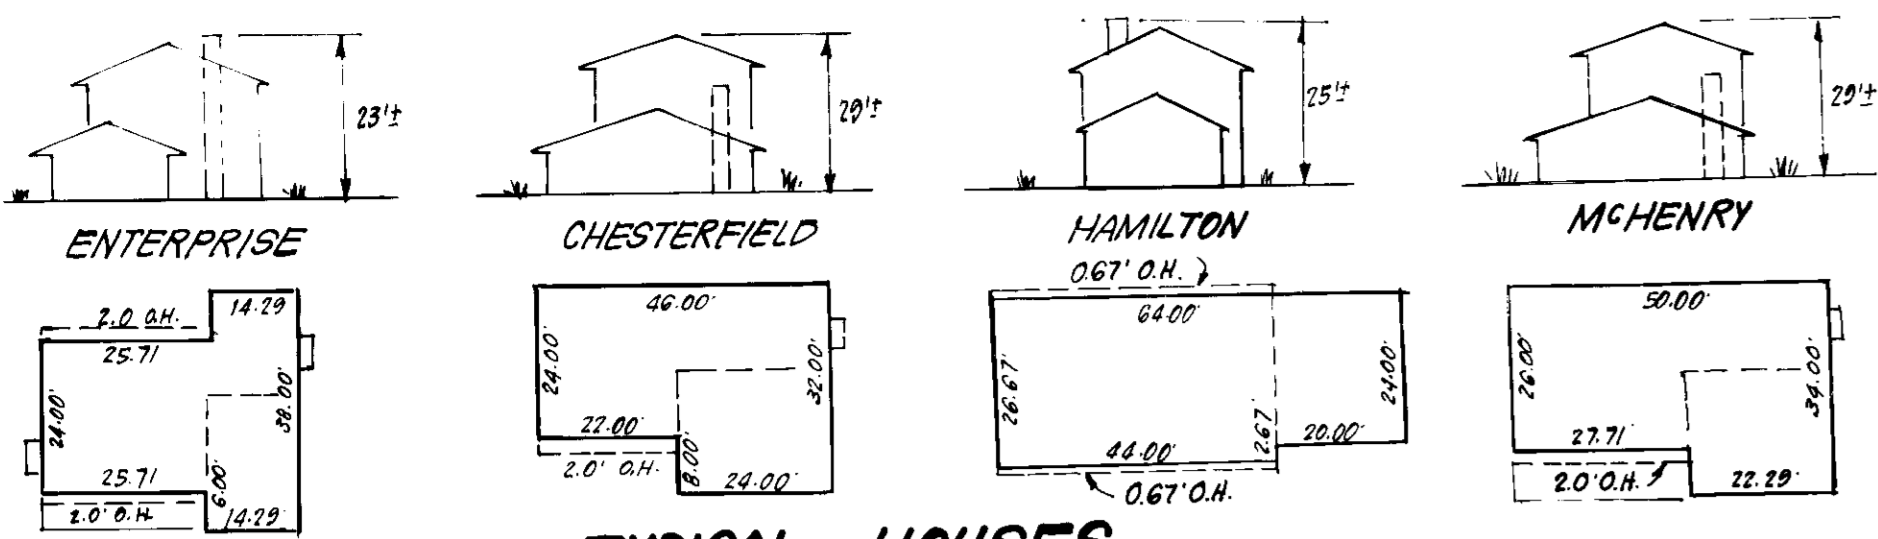 23'±
29'±
25'±
29'±
ENTERPRISE
CHESTERFIELD
HAMILTON
McHENRY
2.0 O.H.
14.29
25.71
24.00'
38.00'
25.71
6.00'
2.0' O.H.
14.29
46.00'
24.00'
32.00'
22.00'
2.0' O.H.
8.00'
24.00'
0.67' O.H.
64.00'
26.67'
24.00'
44.00'
2.67'
20.00'
0.67' O.H.
50.00'
26.00'
34.00'
27.71'
2.0' O.H.
22.29'
TYPICAL HOUSES